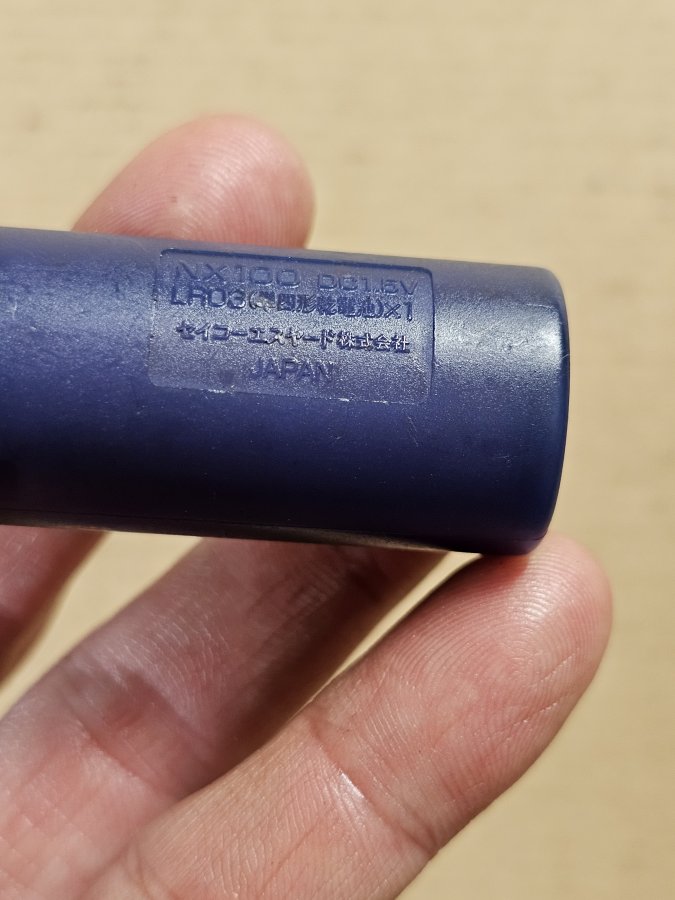 NX100 DC1.5V
LR03(単四形乾電池)×1
セイコーエスヤード株式会社
JAPAN